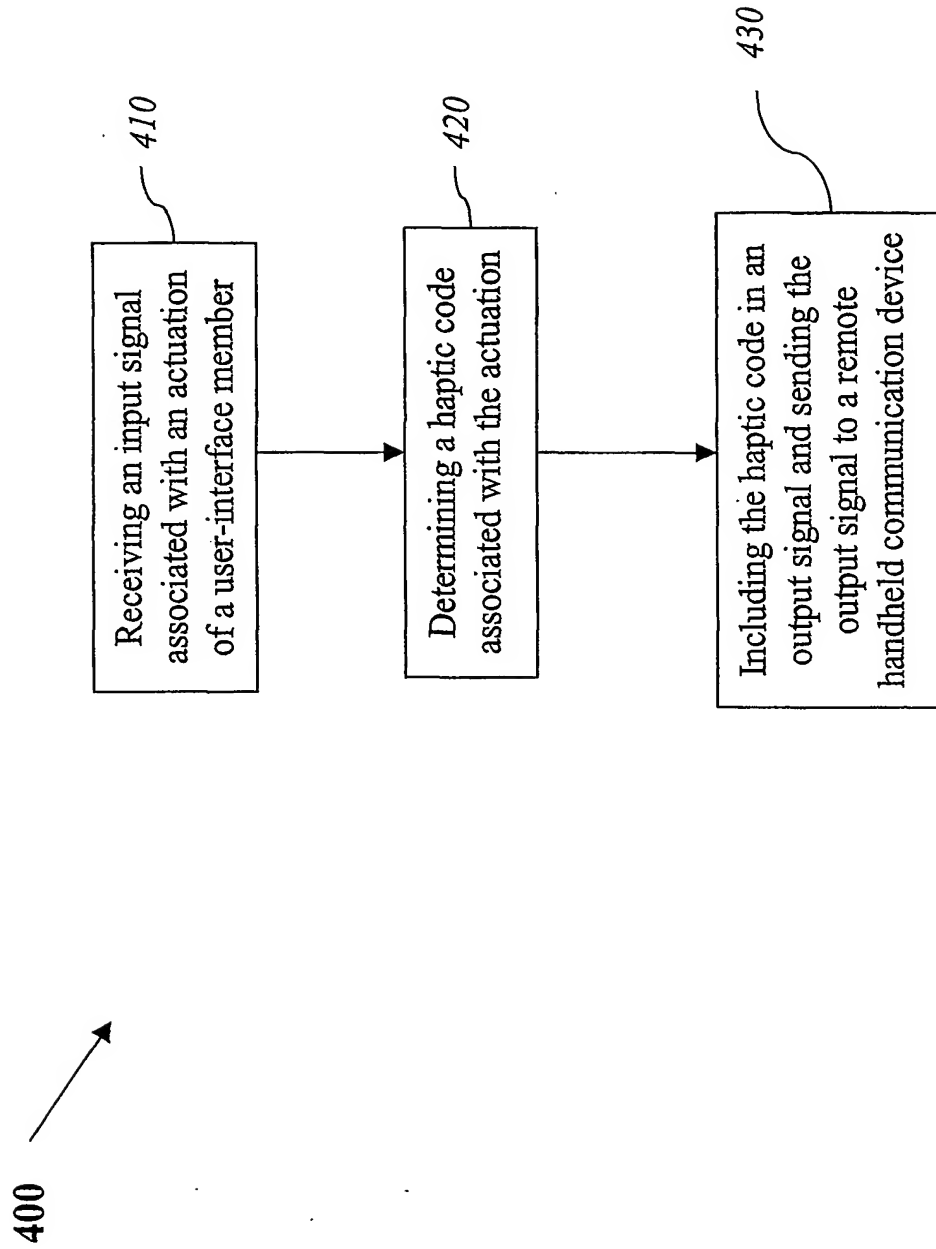 400
Receiving an input signal
associated with an actuation
of a user-interface member
410
Determining a haptic code
associated with the actuation
420
Including the haptic code in an
output signal and sending the
output signal to a remote
handheld communication device
430